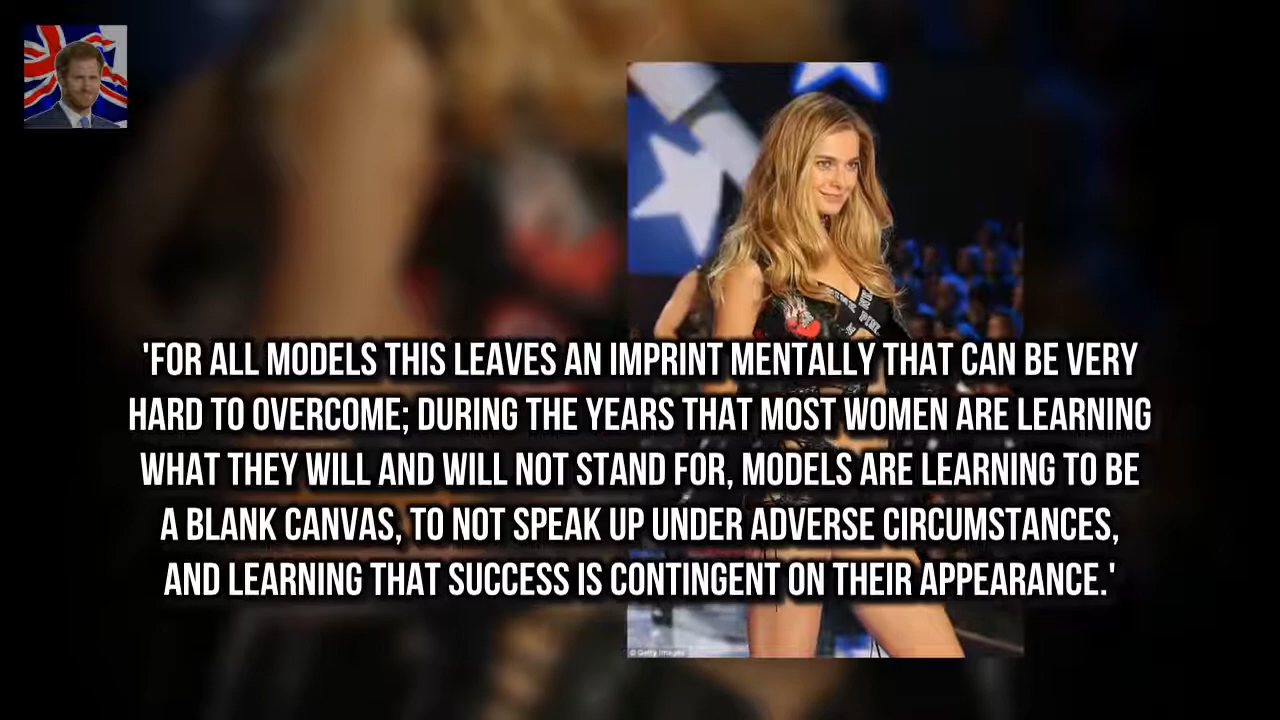 'FOR ALL MODELS THIS LEAVES AN IMPRINT MENTALLY THAT CAN BE VERY
HARD TO OVERCOME; DURING THE YEARS THAT MOST WOMEN ARE LEARNING
WHAT THEY WILL AND WILL NOT STAND FOR, MODELS ARE LEARNING TO BE
A BLANK CANVAS, TO NOT SPEAK UP UNDER ADVERSE CIRCUMSTANCES,
AND LEARNING THAT SUCCESS IS CONTINGENT ON THEIR APPEARANCE.'
© Getty Images